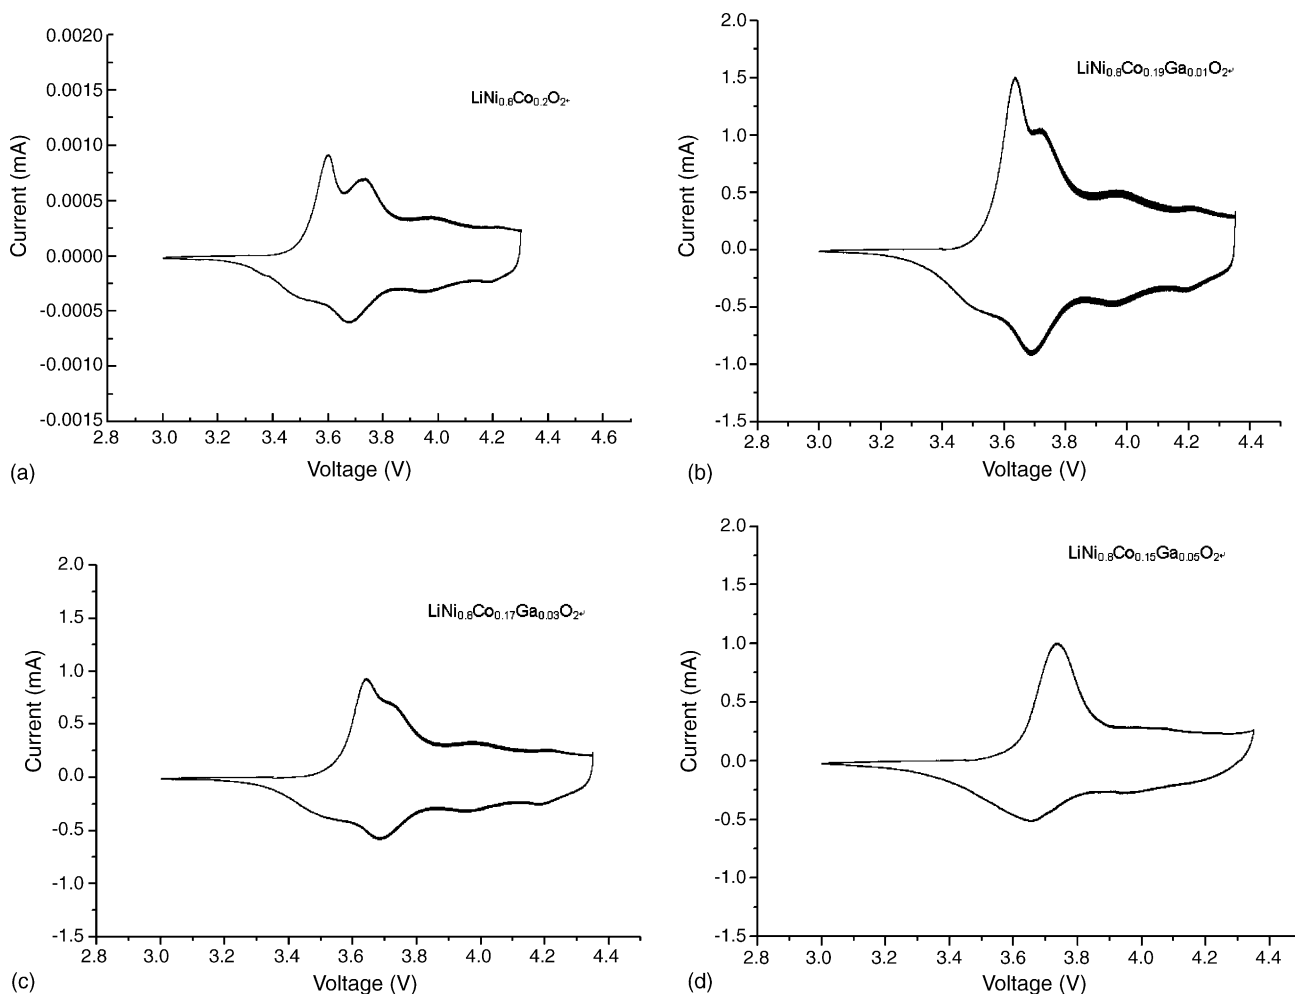 0.0020
0.0015
0.0010
0.0005
0.0000
-0.0005
-0.0010
-0.0015
2.8 3.0 3.2 3.4 3.6 3.8 4.0 4.2 4.4 4.6
Current (mA)
Voltage (V)
LiNi0.8Co0.2O2
(a)
2.0
1.5
1.0
0.5
0.0
-0.5
-1.0
-1.5
2.8 3.0 3.2 3.4 3.6 3.8 4.0 4.2 4.4
Current (mA)
Voltage (V)
LiNi0.8Co0.19Ga0.01O2↵
(b)
2.0
1.5
1.0
0.5
0.0
-0.5
-1.0
-1.5
2.8 3.0 3.2 3.4 3.6 3.8 4.0 4.2 4.4
Current (mA)
Voltage (V)
LiNi0.8Co0.17Ga0.03O2↵
(c)
2.0
1.5
1.0
0.5
0.0
-0.5
-1.0
-1.5
2.8 3.0 3.2 3.4 3.6 3.8 4.0 4.2 4.4
Current (mA)
Voltage (V)
LiNi0.8Co0.15Ga0.05O2↵
(d)